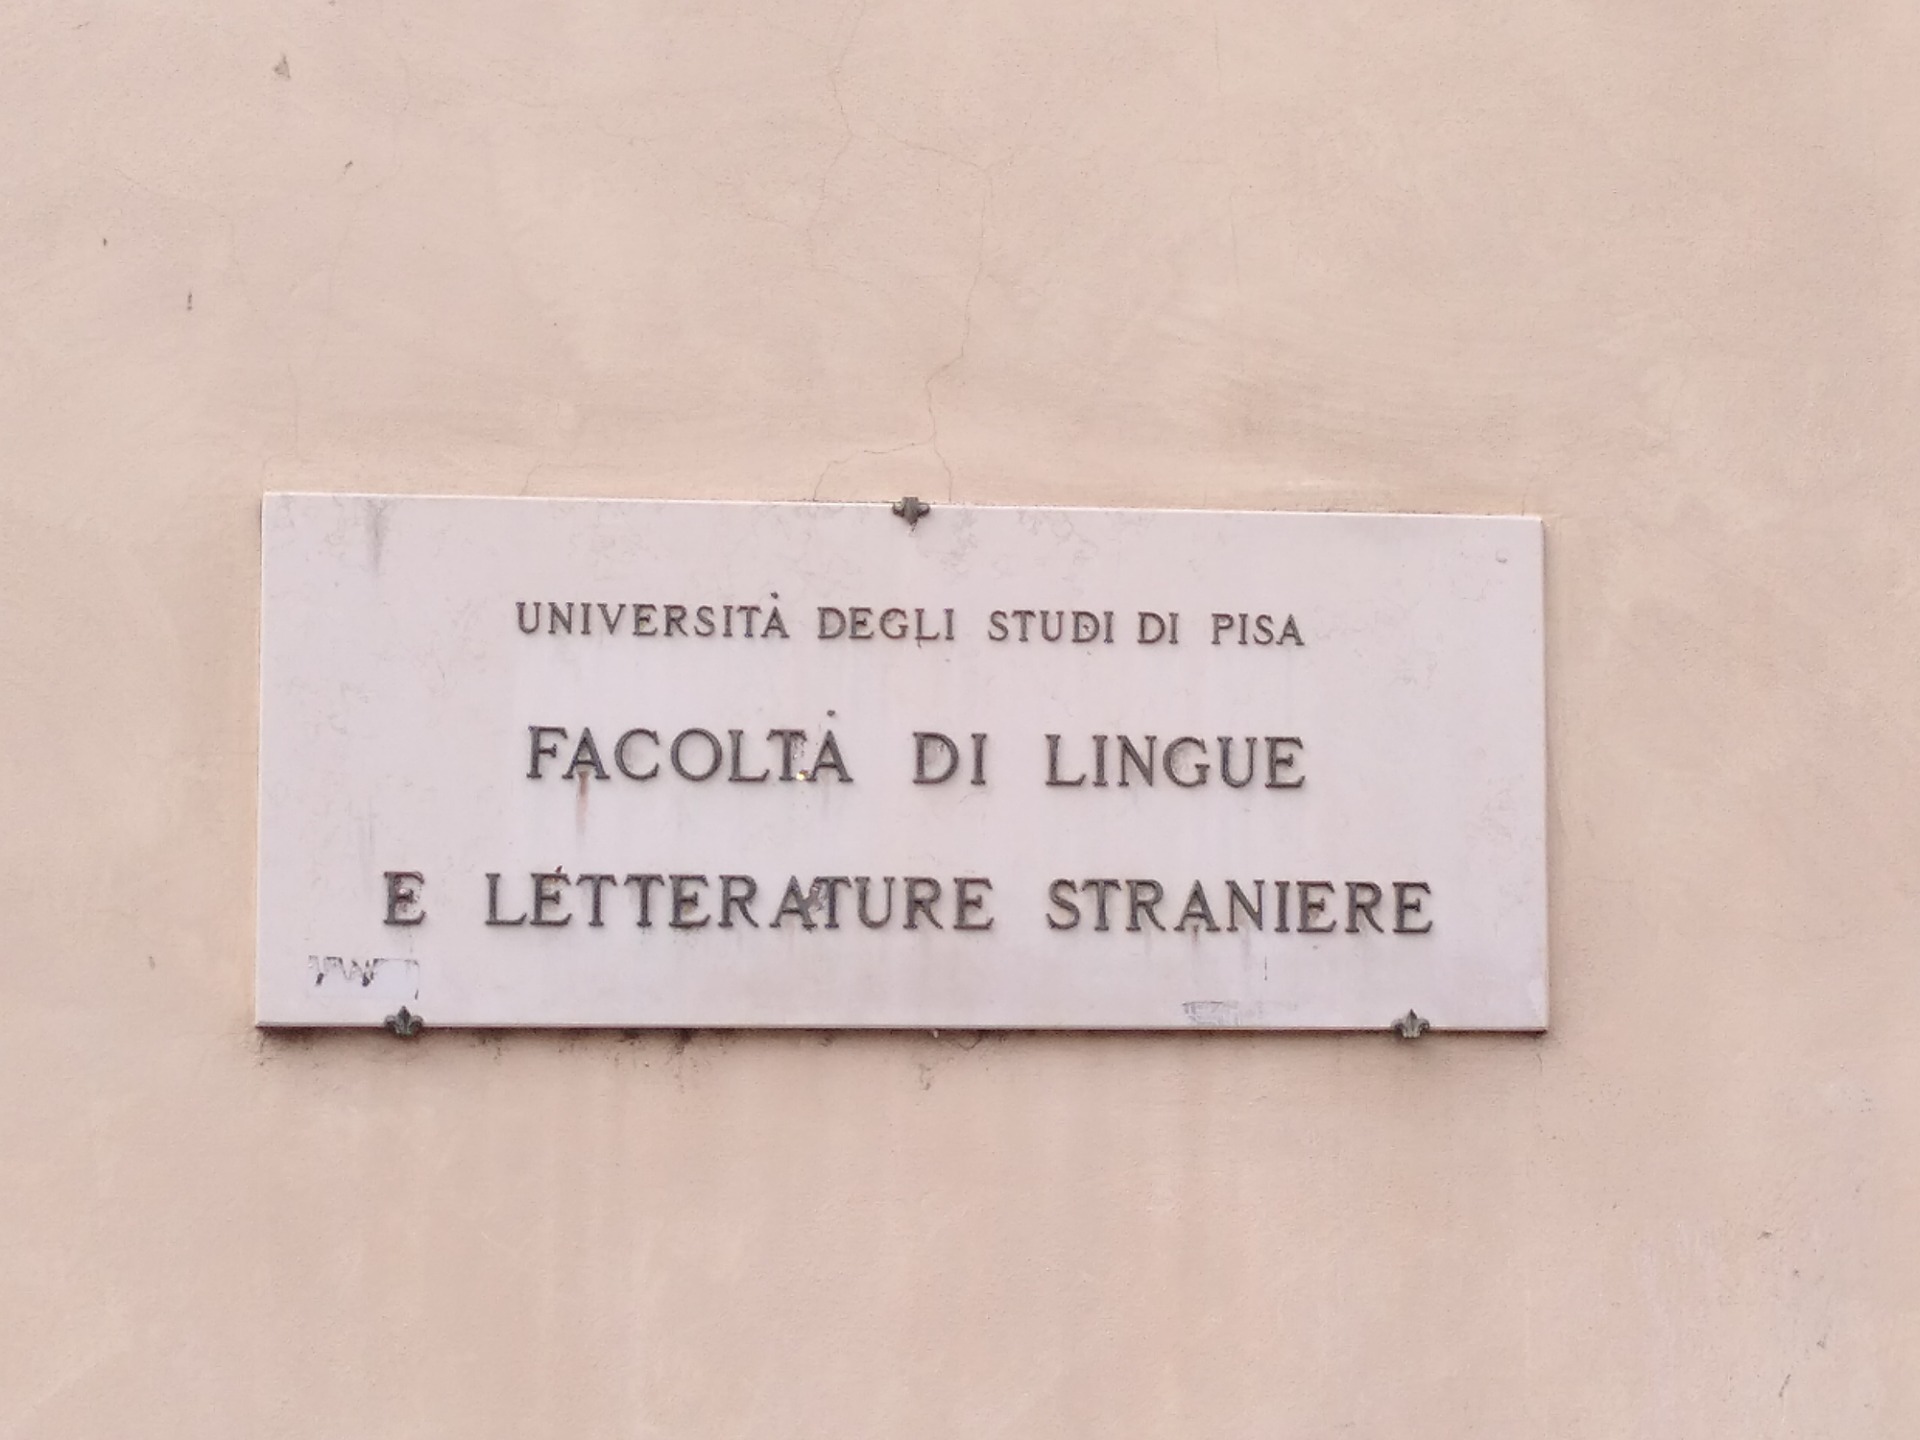 UNIVERSITÀ DEGLI STUDI DI PISA
FACOLTÀ DI LINGUE
E LETTERATURE STRANIERE